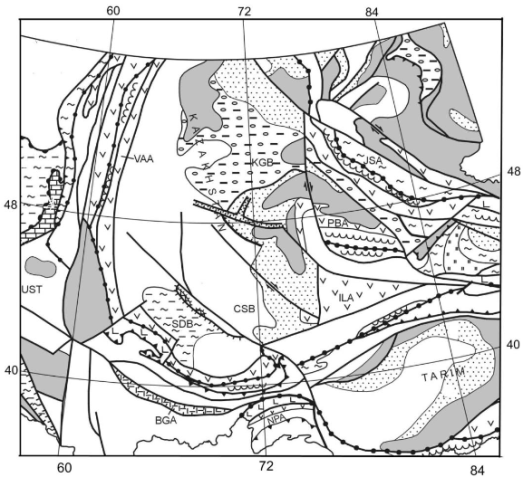 60 72 84
VAA
KAZAKHSTAN
KGB
JSA
48
48
PBA
UST
ILA
CSB
SDB
40
TARIM
40
BGA
NPA
60 72 84